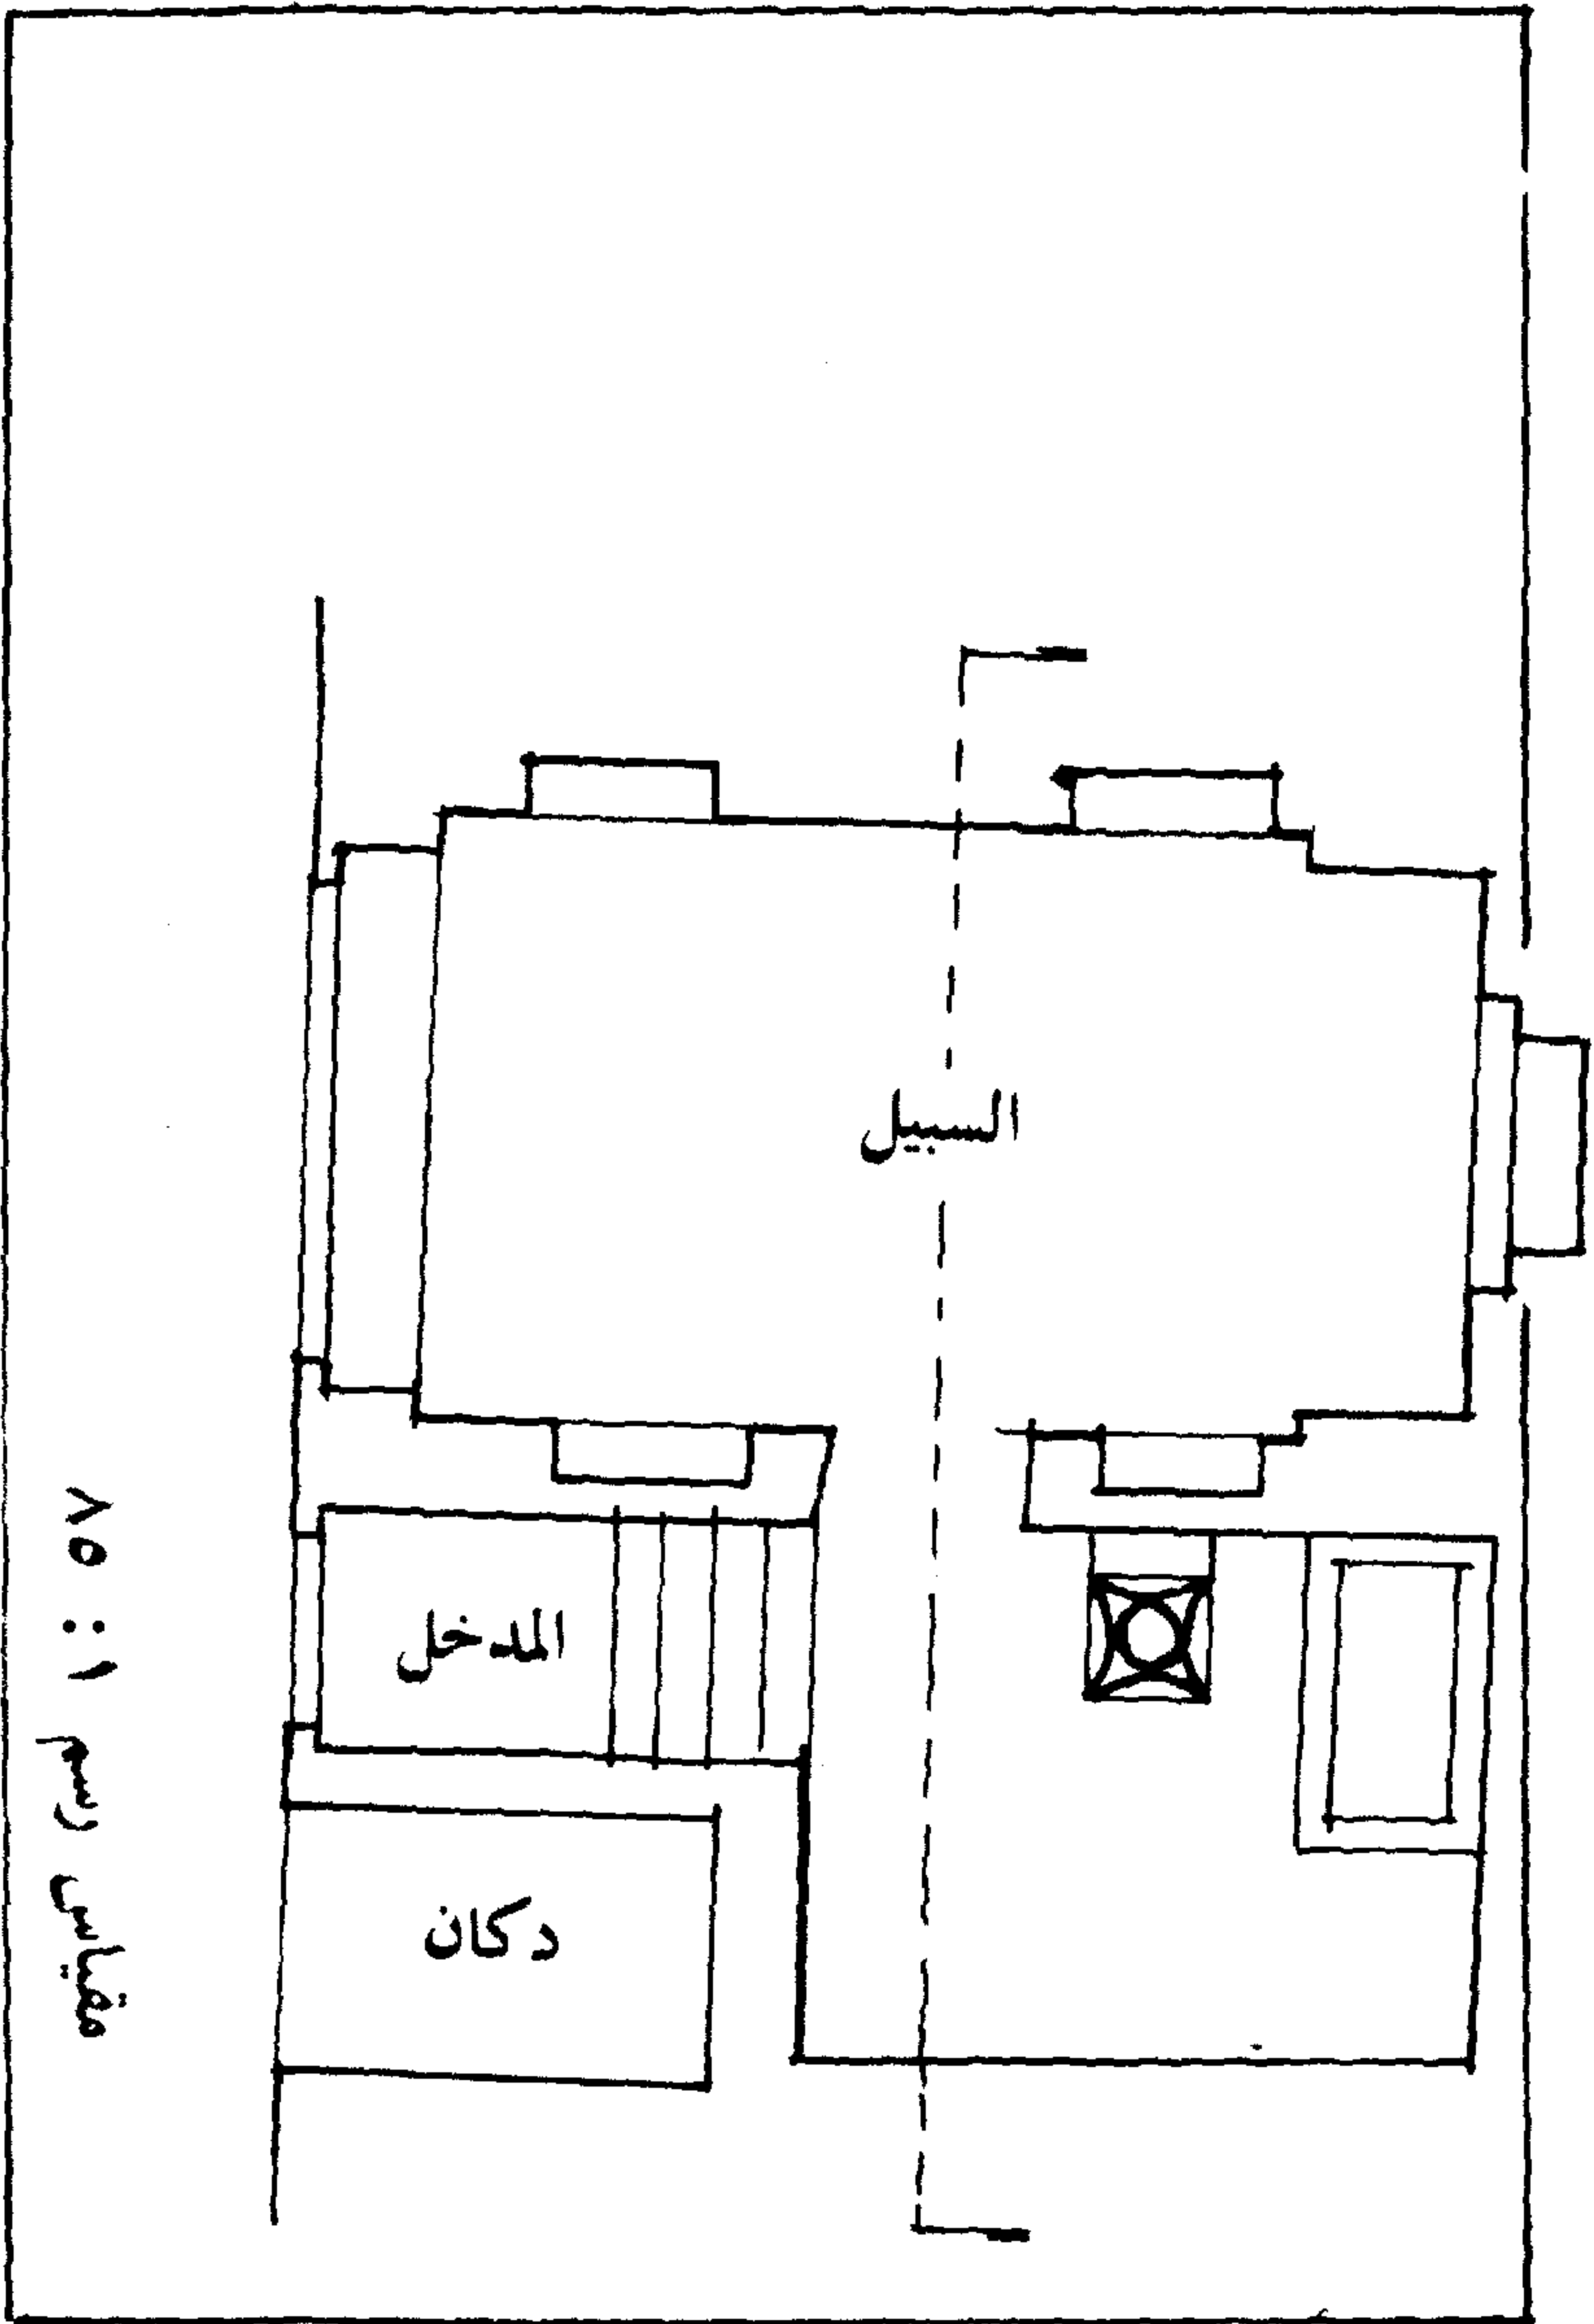 السبيل
المدخل
دكان
مقياس رسم ١ : ٨٥